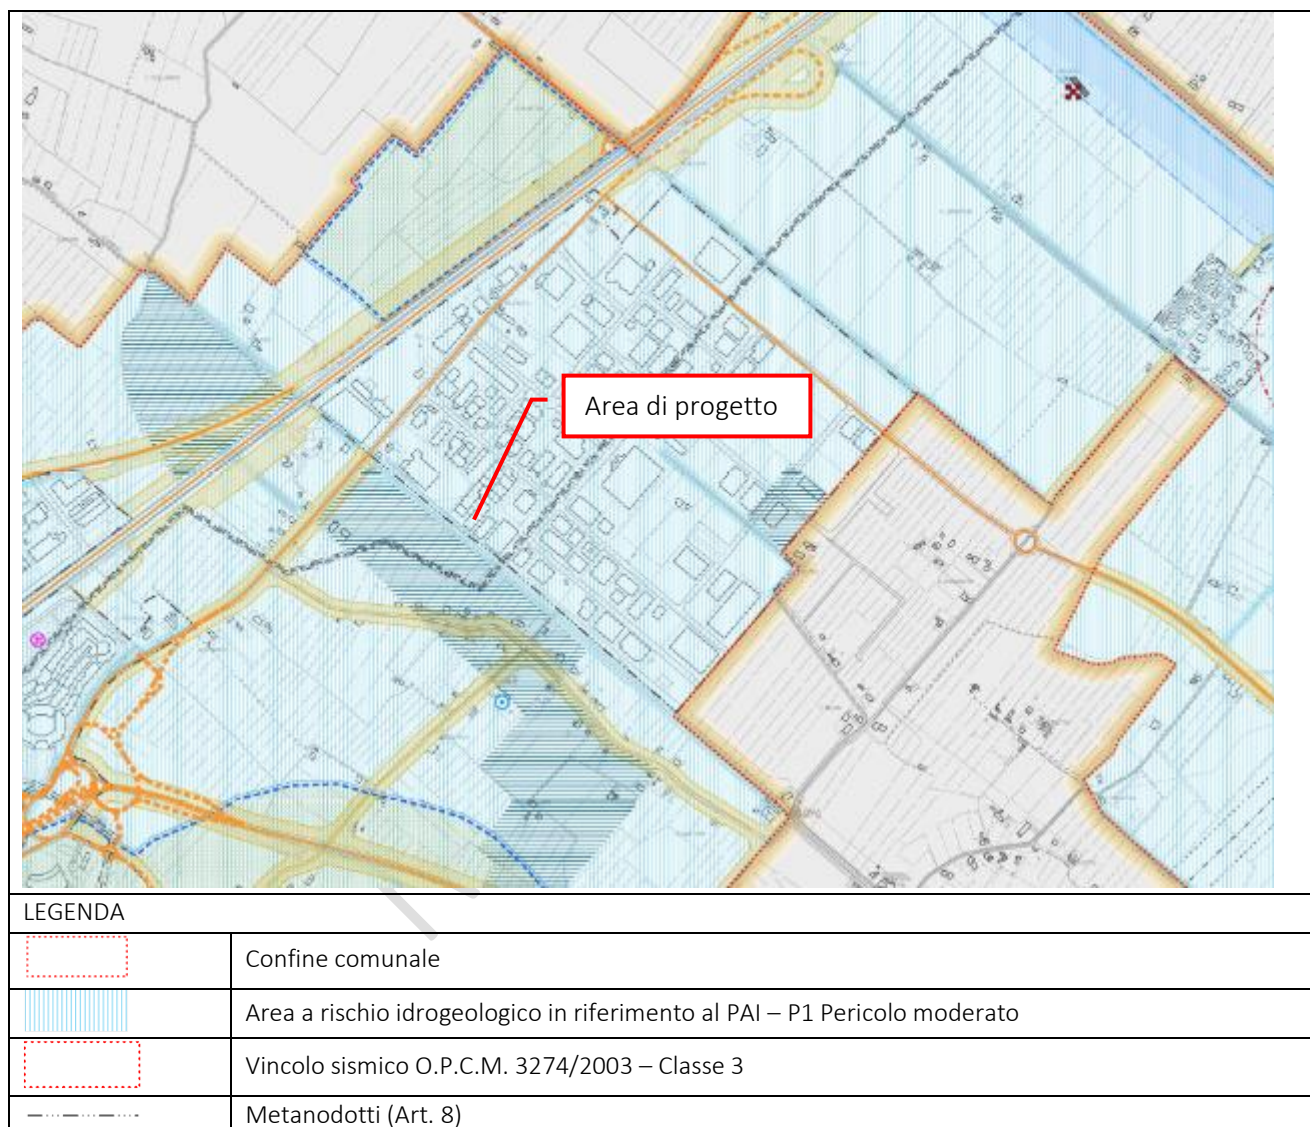 Area di progetto
LEGENDA
Confine comunale
Area a rischio idrogeologico in riferimento al PAI – P1 Pericolo moderato
Vincolo sismico O.P.C.M. 3274/2003 – Classe 3
Metanodotti (Art. 8)